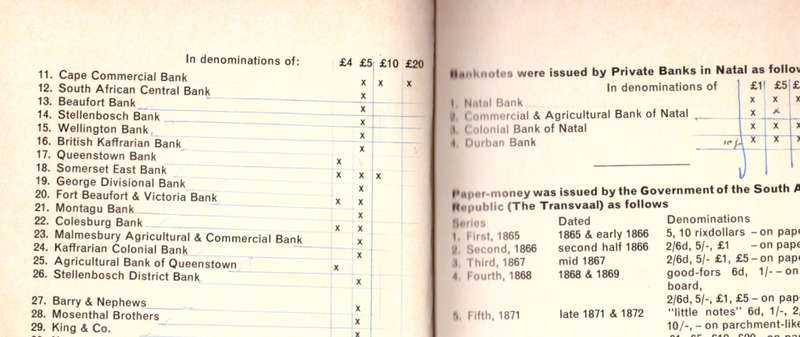 In denominations of: £4 £5 £10 £20
11. Cape Commercial Bank x x x
12. South African Central Bank x
13. Beaufort Bank x
14. Stellenbosch Bank x
15. Wellington Bank x
16. British Kaffrarian Bank x
17. Queenstown Bank x
18. Somerset East Bank x x x
19. George Divisional Bank x
20. Fort Beaufort & Victoria Bank x x
21. Montagu Bank x
22. Colesburg Bank x x
23. Malmesbury Agricultural & Commercial Bank x
24. Kaffrarian Colonial Bank x
25. Agricultural Bank of Queenstown x
26. Stellenbosch District Bank x
27. Barry & Nephews x
28. Mosenthal Brothers x
29. King & Co. x
Banknotes were issued by Private Banks in Natal as follow
In denominations of £1 £5 £
1. Natal Bank x x x
2. Commercial & Agricultural Bank of Natal x x
3. Colonial Bank of Natal x x x
4. Durban Bank x x x
Paper-money was issued by the Government of the South A
Republic (The Transvaal) as follows
Series Dated Denominations
1. First, 1865 1865 & early 1866 5, 10 rixdollars – on pape
2. Second, 1866 second half 1866 2/6d, 5/-, £1 – on pape
3. Third, 1867 mid 1867 2/6d, 5/- £1, £5 – on pape
4. Fourth, 1868 1868 & 1869 good-fors 6d, 1/- – on
board,
2/6d, 5/-, £1, £5 – on pap
5. Fifth, 1871 late 1871 & 1872 "little notes" 6d, 1/-, 2/
10/-, – on parchment-like